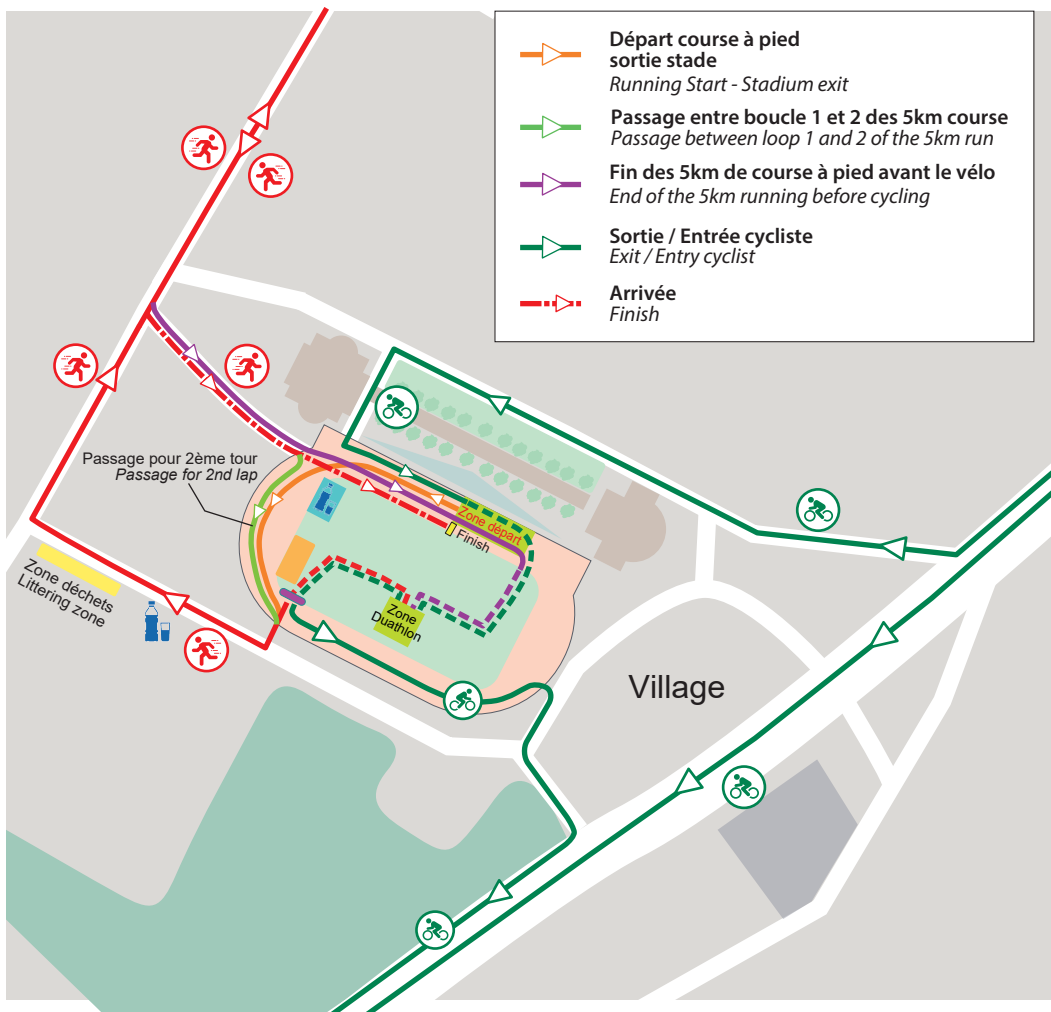 Départ course à pied
sortie stade
Running Start - Stadium exit
Passage entre boucle 1 et 2 des 5km course
Passage between loop 1 and 2 of the 5km run
Fin des 5km de course à pied avant le vélo
End of the 5km running before cycling
Sortie / Entrée cycliste
Exit / Entry cyclist
Arrivée
Finish
Passage pour 2ème tour
Passage for 2nd lap
Zone départ
Finish
Zone déchets
Littering zone
Zone
Duathlon
Village